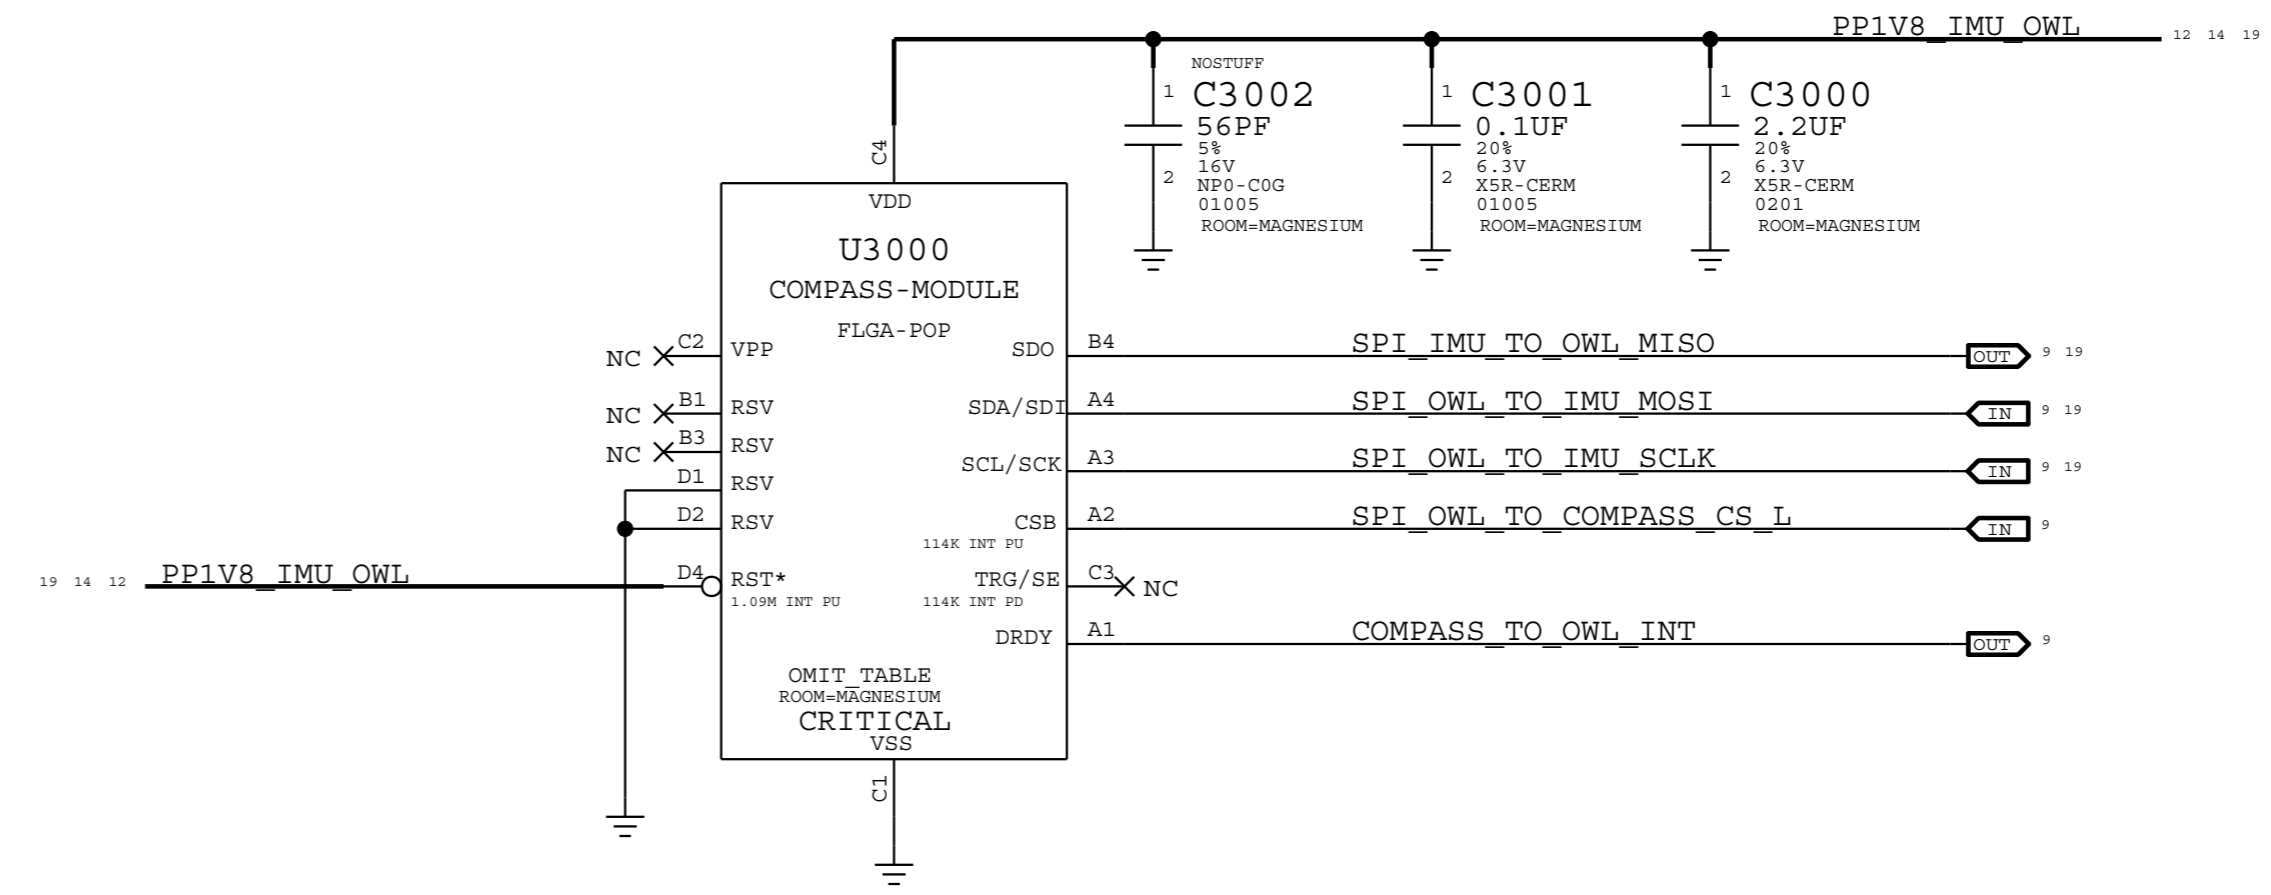 PP1V8_IMU_OWL 12 14 19
NOSTUFF
1 C3002
56PF
5%
16V
2 NP0-C0G
01005
ROOM=MAGNESIUM
1 C3001
0.1UF
20%
6.3V
2 X5R-CERM
01005
ROOM=MAGNESIUM
1 C3000
2.2UF
20%
6.3V
2 X5R-CERM
0201
ROOM=MAGNESIUM
C4
VDD
U3000
COMPASS-MODULE
FLGA-POP
NC C2 VPP
NC B1 RSV
NC B3 RSV
D1 RSV
D2 RSV
19 14 12 PP1V8_IMU_OWL D4 RST*
1.09M INT PU
SDO B4 SPI_IMU_TO_OWL_MISO OUT 9 19
SDA/SDI A4 SPI_OWL_TO_IMU_MOSI IN 9 19
SCL/SCK A3 SPI_OWL_TO_IMU_SCLK IN 9 19
CSB A2 SPI_OWL_TO_COMPASS_CS_L IN 9
114K INT PU
TRG/SE C3 NC
114K INT PD
DRDY A1 COMPASS_TO_OWL_INT OUT 9
OMIT_TABLE
ROOM=MAGNESIUM
CRITICAL
VSS
C1